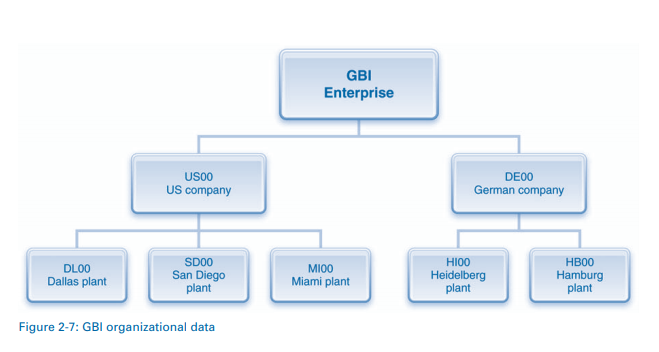 GBI
Enterprise
US00
US company
DE00
German company
DL00
Dallas plant
SD00
San Diego
plant
MI00
Miami plant
HI00
Heidelberg
plant
HB00
Hamburg
plant
Figure 2-7: GBI organizational data